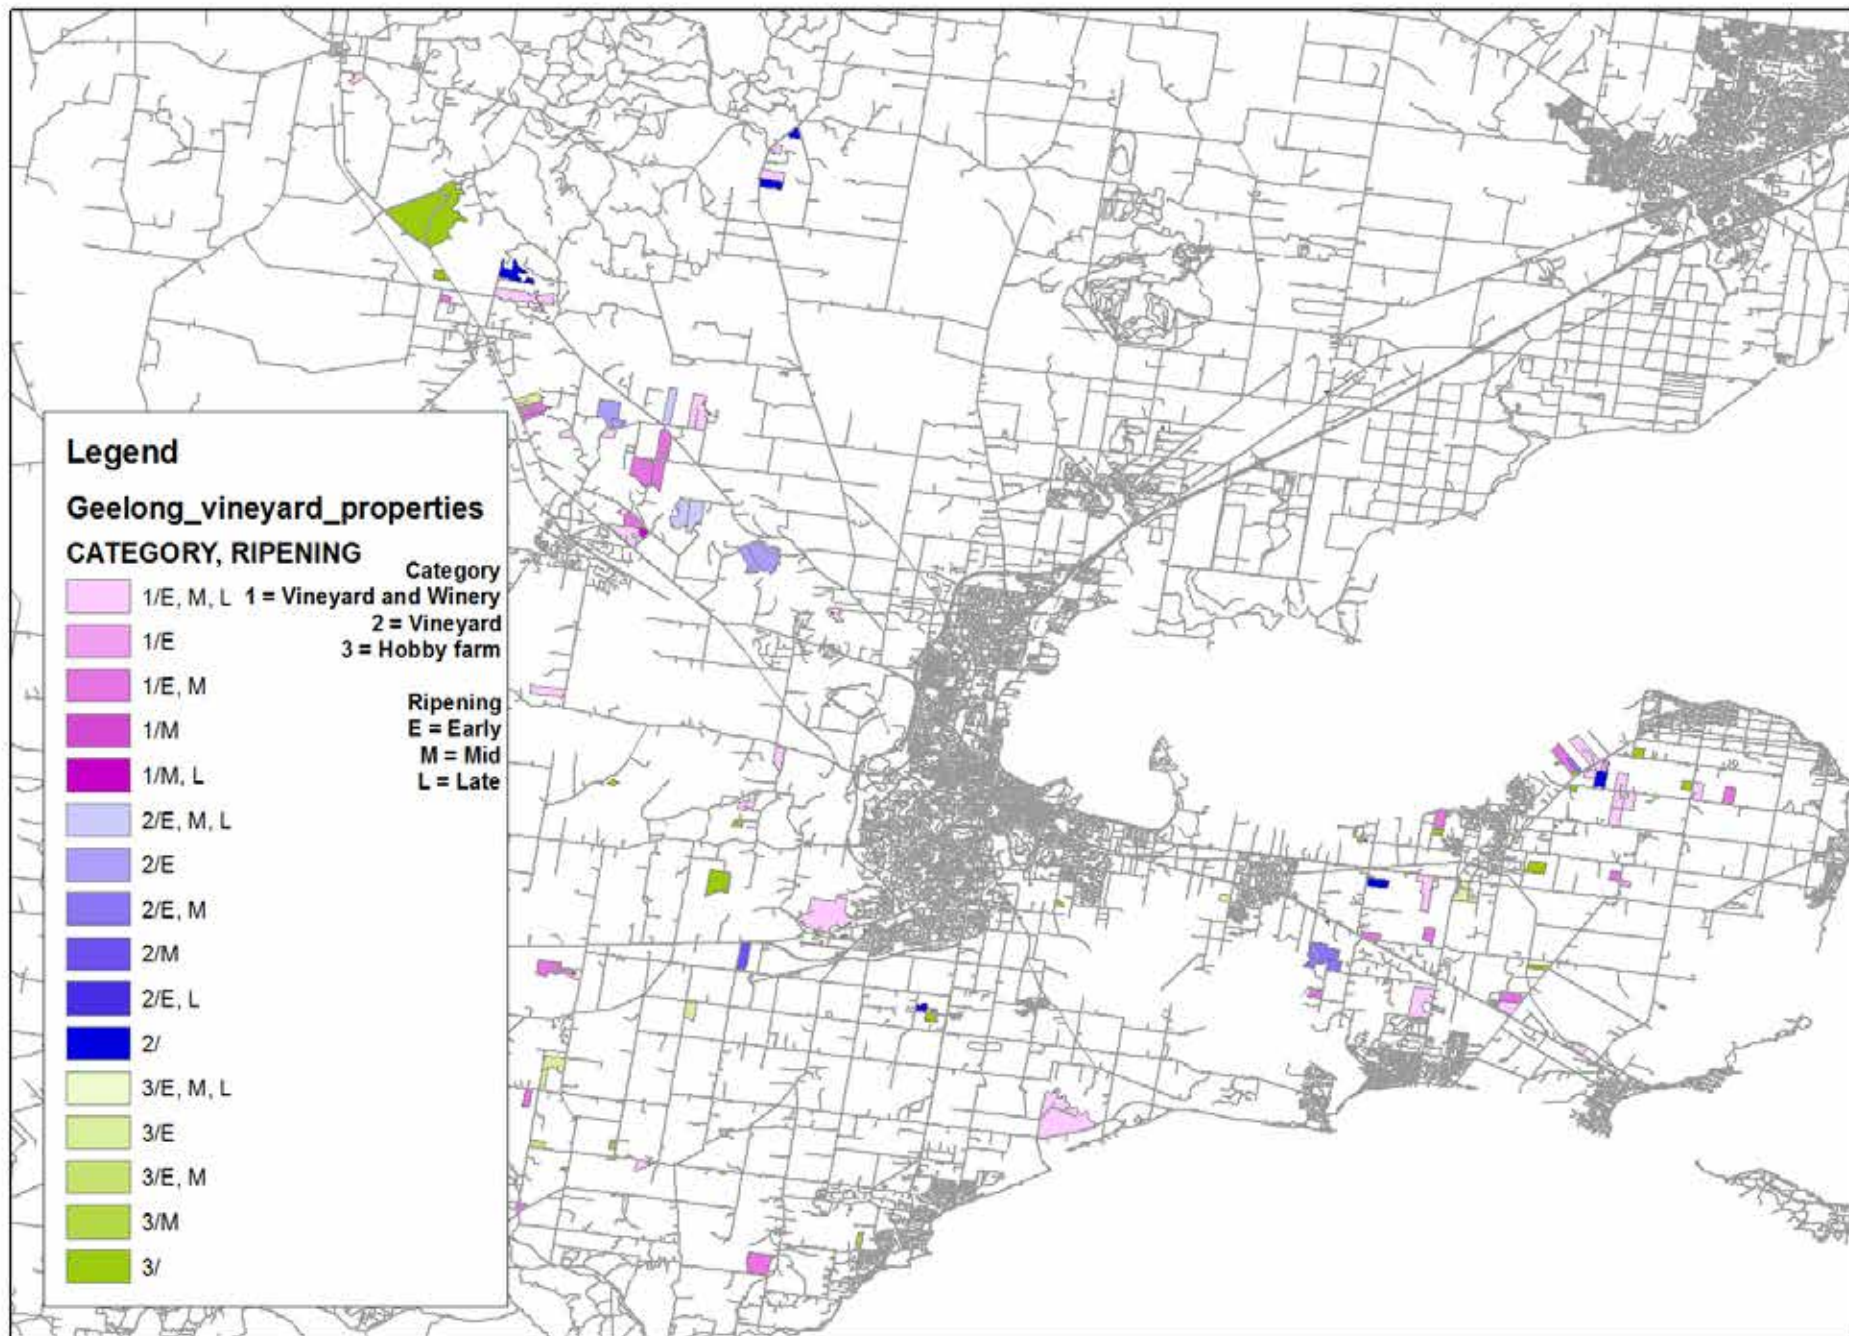 Legend
Geelong_vineyard_properties
CATEGORY, RIPENING
Category
1/E, M, L 1 = Vineyard and Winery
2 = Vineyard
1/E
3 = Hobby farm
1/E, M
Ripening
1/M
E = Early
M = Mid
1/M, L
L = Late
2/E, M, L
2/E
2/E, M
2/M
2/E, L
2/
3/E, M, L
3/E
3/E, M
3/M
3/